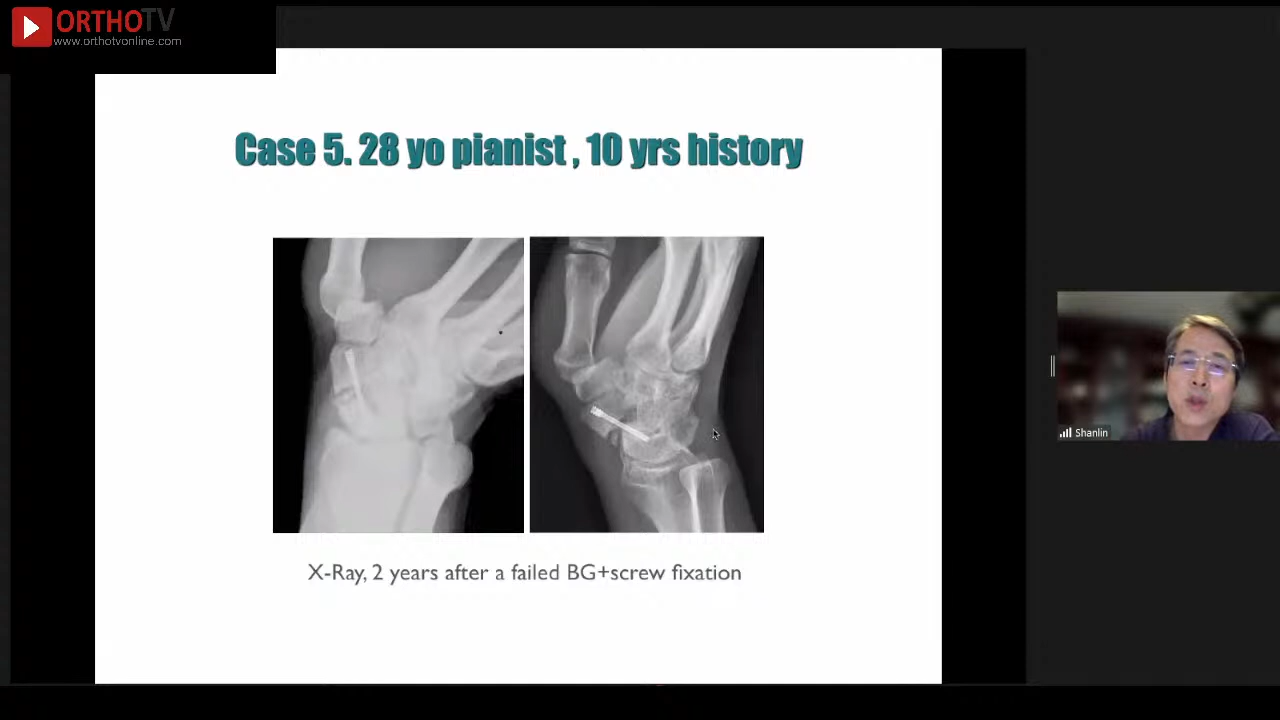 ORTHOTV
www.orthotvonline.com
Case 5. 28 yo pianist , 10 yrs history
X-Ray, 2 years after a failed BG+screw fixation
Shanlin